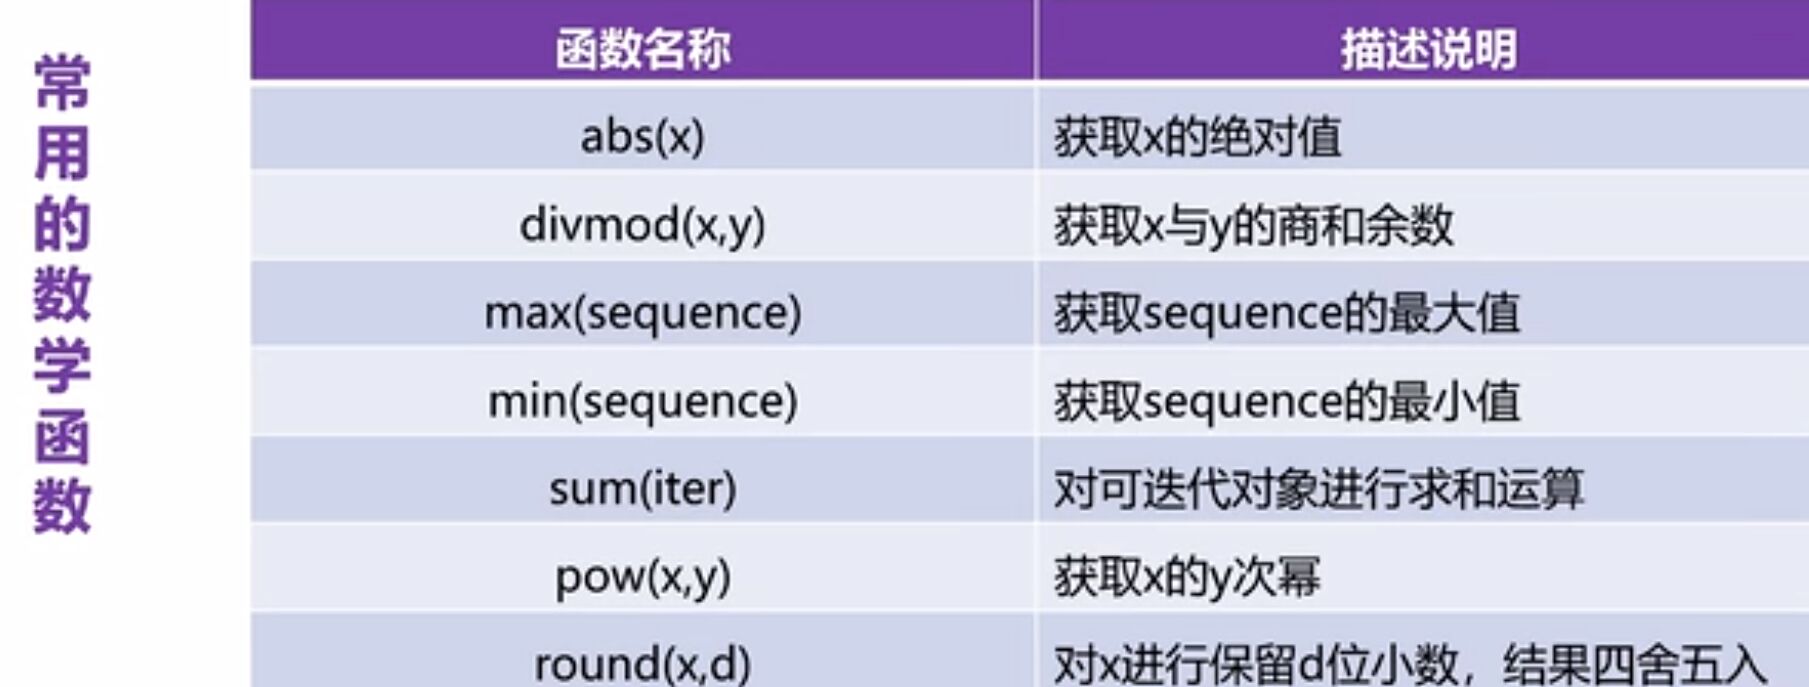 常用的数学函数
函数名称 描述说明
abs(x) 获取x的绝对值
divmod(x,y) 获取x与y的商和余数
max(sequence) 获取sequence的最大值
min(sequence) 获取sequence的最小值
sum(iter) 对可迭代对象进行求和运算
pow(x,y) 获取x的y次幂
round(x,d) 对x进行保留d位小数，结果四舍五入